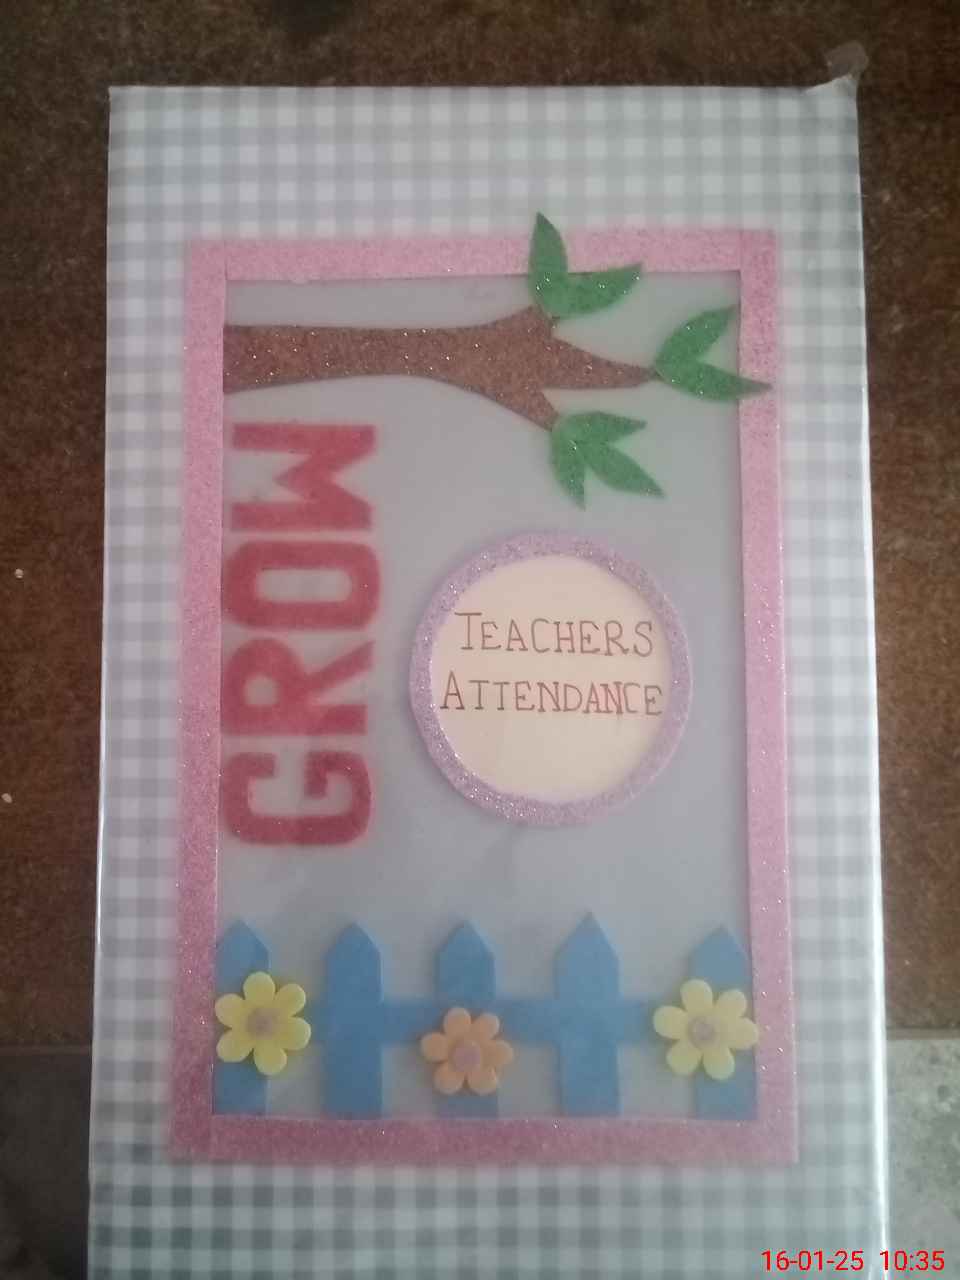 GROW
TEACHERS
ATTENDANCE
16-01-25 10:35